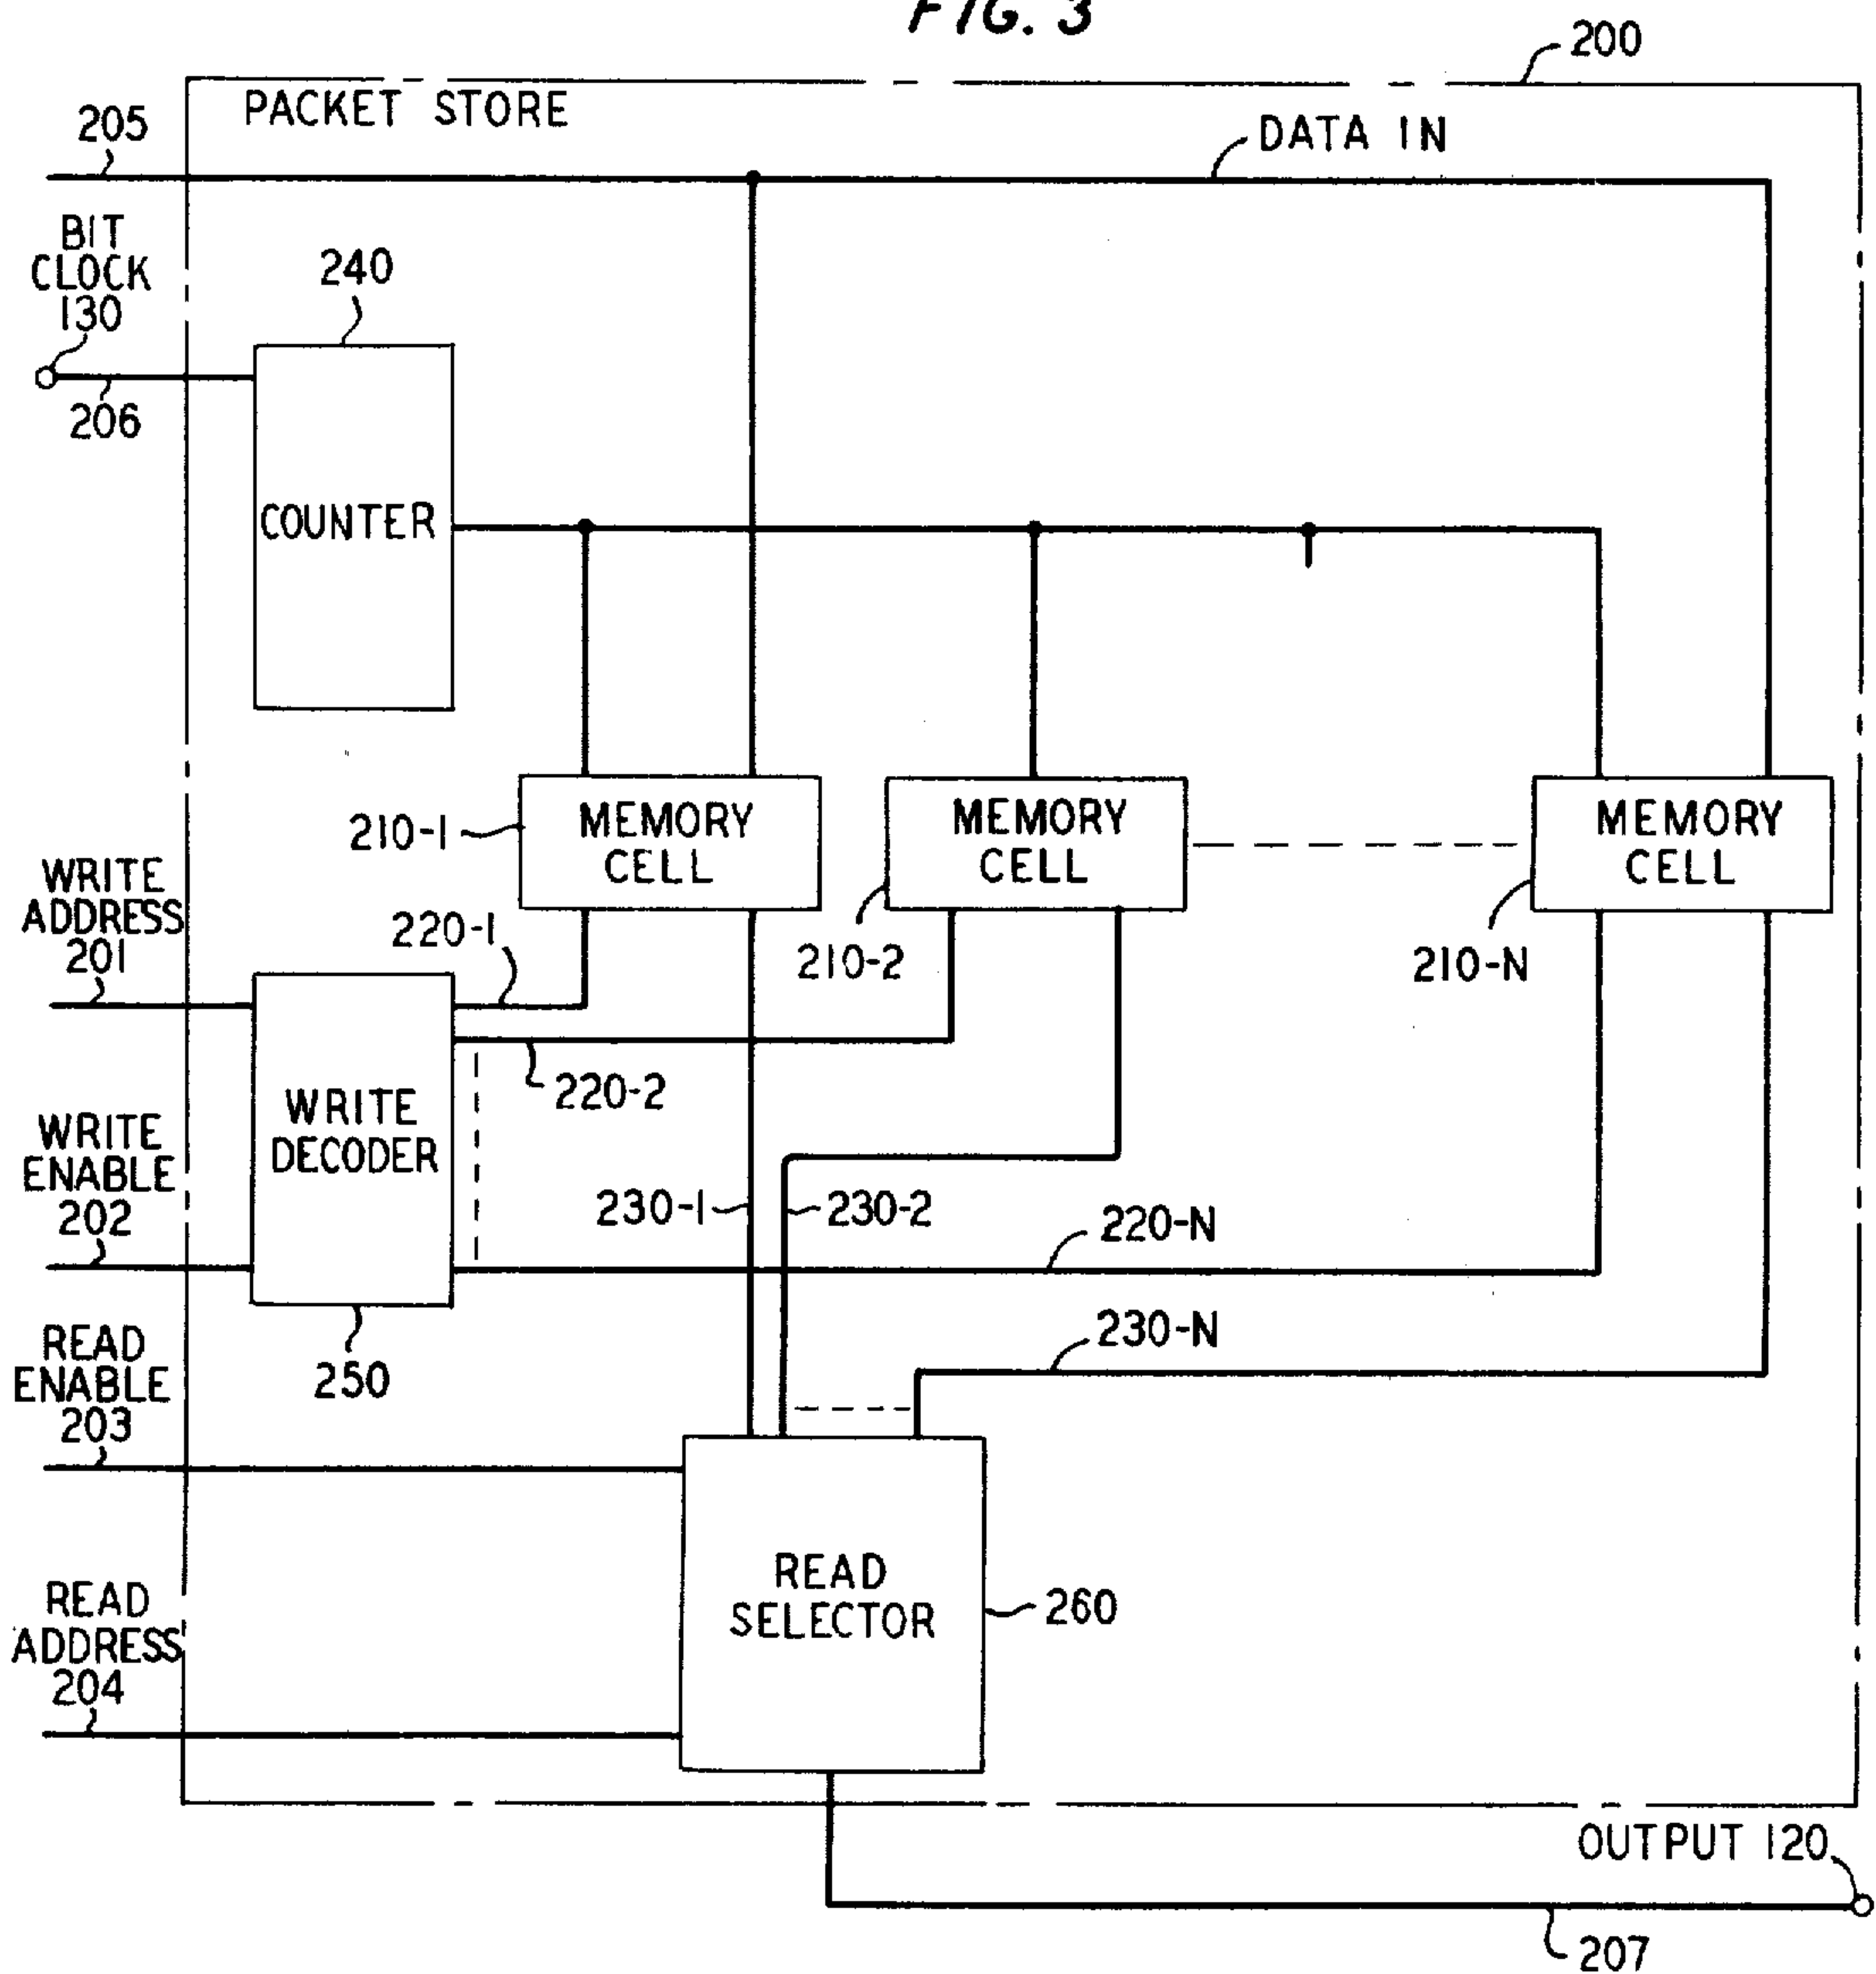 FIG. 3
200
PACKET STORE
205
DATA IN
BIT
CLOCK
130
240
206
COUNTER
MEMORY
CELL
210-1
MEMORY
CELL
210-2
MEMORY
CELL
210-N
WRITE
ADDRESS
201
220-1
220-2
WRITE
DECODER
WRITE
ENABLE
202
230-1
230-2
220-N
250
230-N
READ
ENABLE
203
READ
SELECTOR
260
READ
ADDRESS
204
OUTPUT 120
207